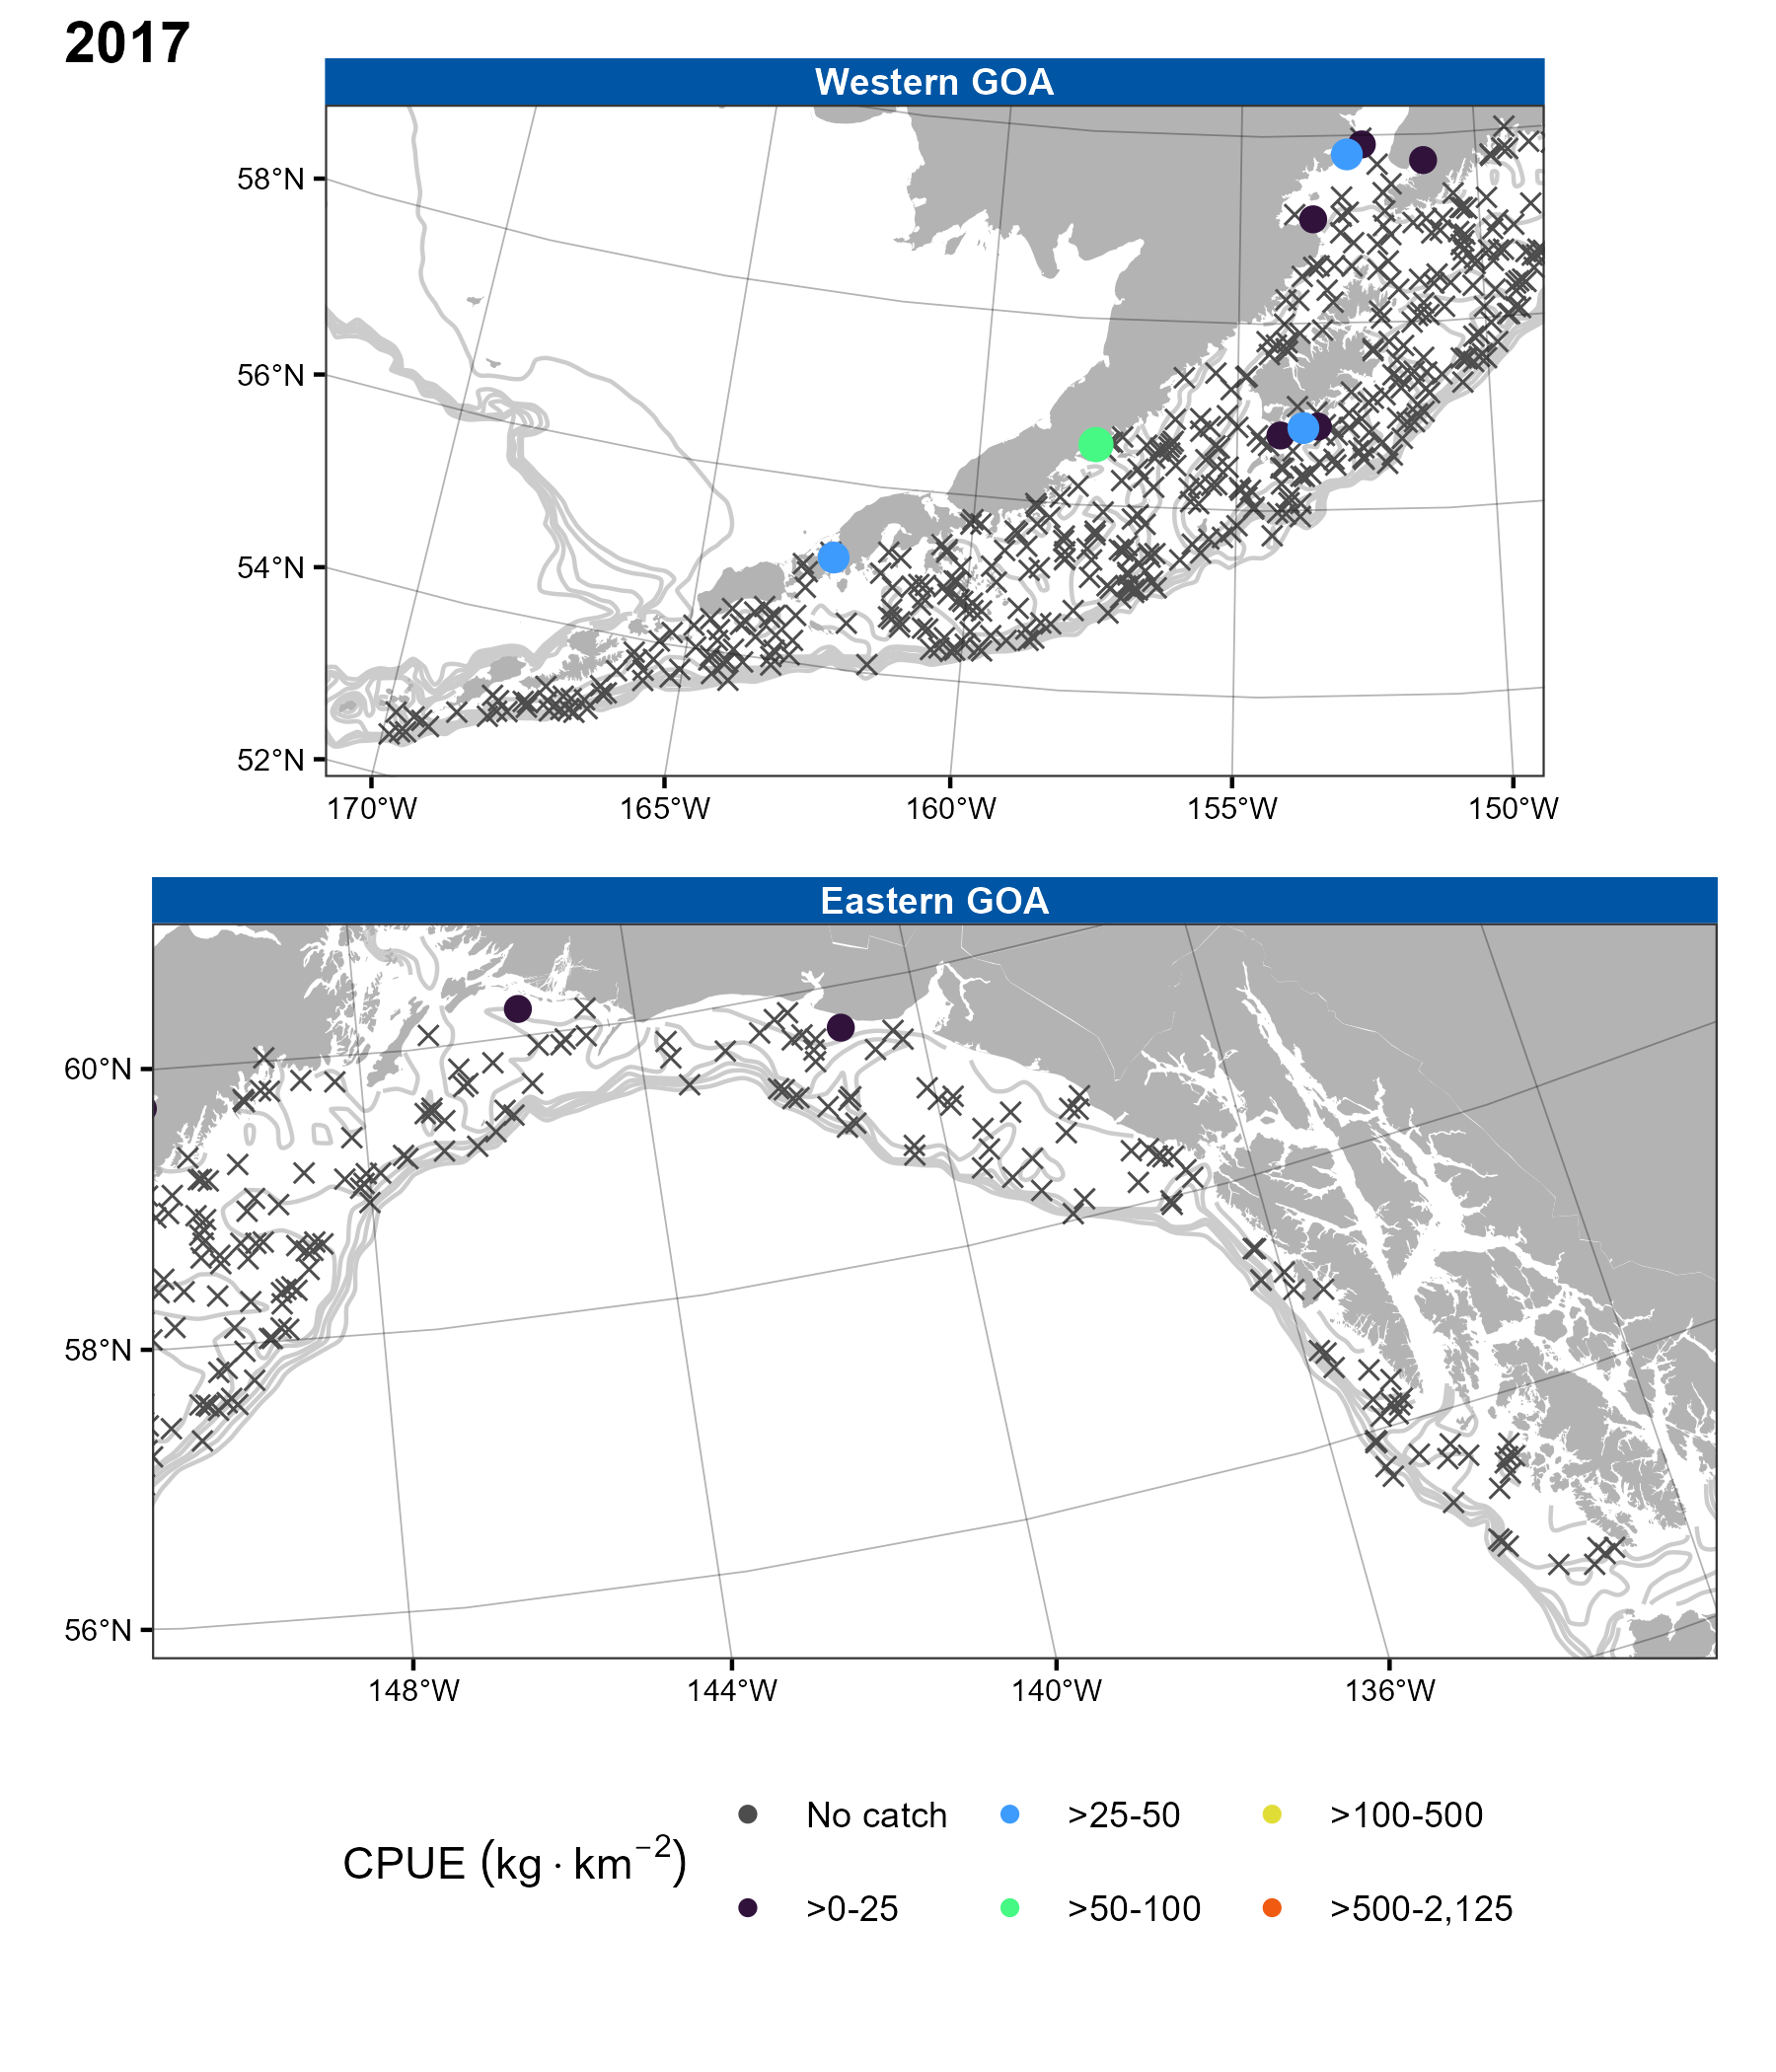 2017
Western GOA
58°N
56°N
54°N
52°N
170°W 165°W 160°W 155°W 150°W
Eastern GOA
60°N
58°N
56°N
148°W 144°W 140°W 136°W
CPUE (kg · km⁻²)
No catch >25-50 >100-500
>0-25 >50-100 >500-2,125